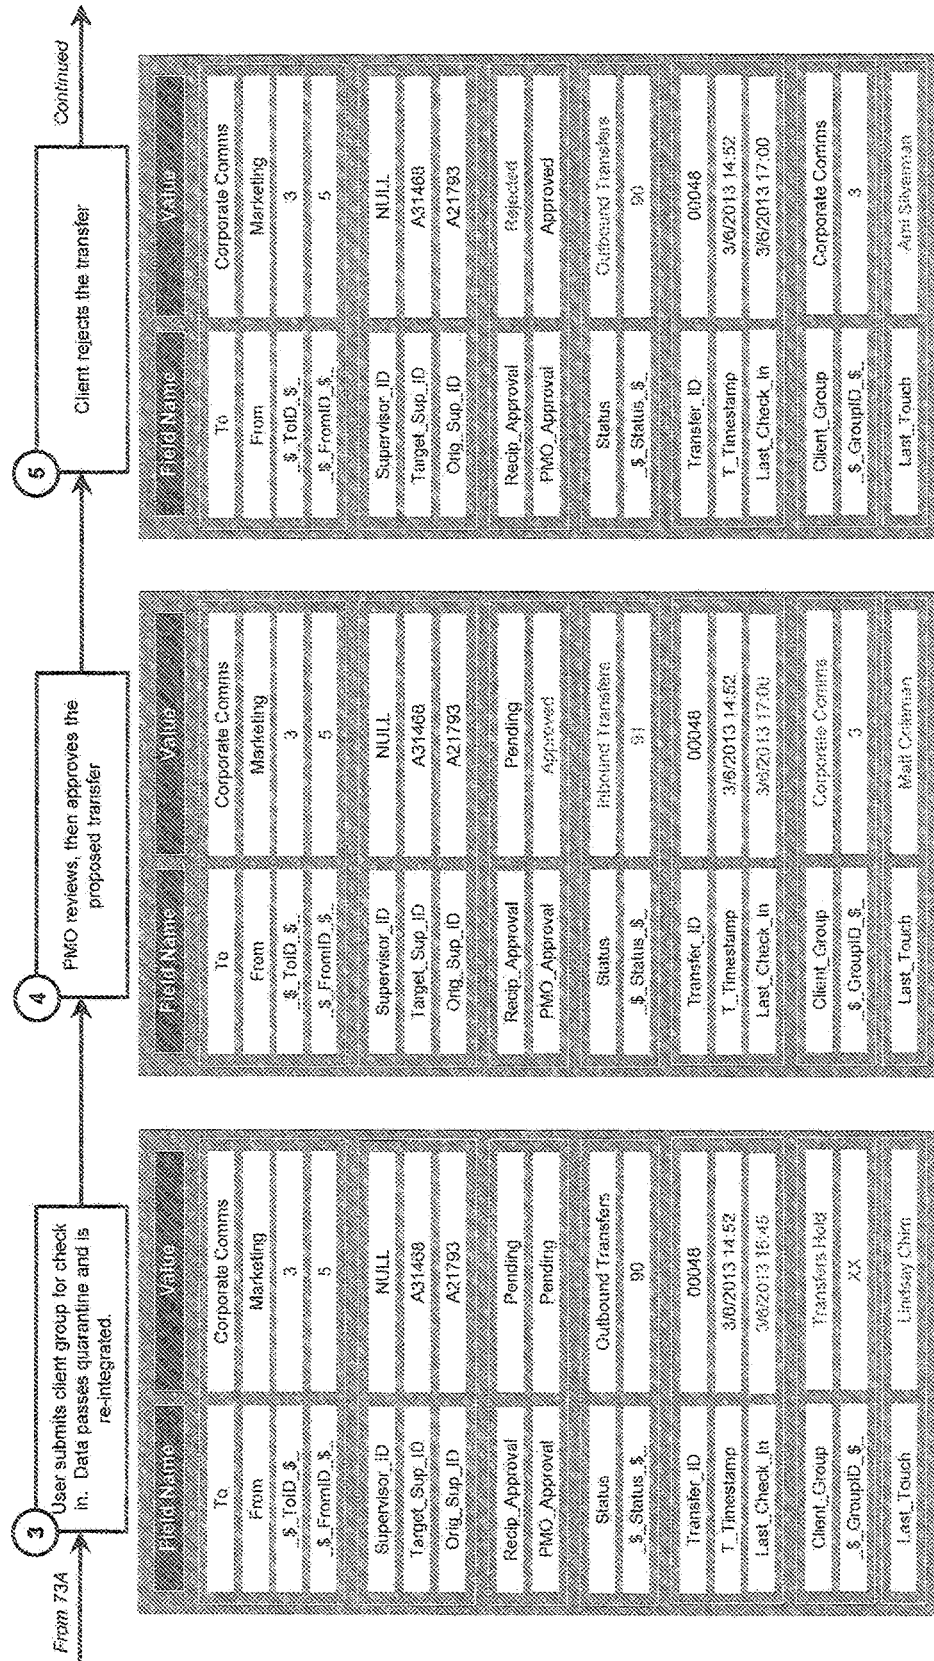 From 73A
3
User submits client group for check
in. Data passes quarantine and is
re-integrated.
4
PMO reviews, then approves the
proposed transfer
5
Client rejects the transfer
Continued
Field Name Value
To Corporate Comms
From Marketing
_$_ToID_$_ 3
_$_FromID_$_ 5
Supervisor_ID NULL
Target_Sup_ID A31468
Orig_Sup_ID A21793
Recip_Approval Pending
PMO_Approval Pending
Status Outbound Transfers
_$_Status_$_ 90
Transfer_ID 00048
T_Timestamp 3/6/2013 14:52
Last_Check_In 3/6/2013 16:45
Client_Group Transfers Hold
_$_GroupID_$_ XX
Last_Touch Lindsay Chim
Field Name Value
To Corporate Comms
From Marketing
_$_ToID_$_ 3
_$_FromID_$_ 5
Supervisor_ID NULL
Target_Sup_ID A31468
Orig_Sup_ID A21793
Recip_Approval Pending
PMO_Approval Approved
Status Inbound Transfers
_$_Status_$_ 91
Transfer_ID 00048
T_Timestamp 3/6/2013 14:52
Last_Check_In 3/6/2013 17:00
Client_Group Corporate Comms
_$_GroupID_$_ 3
Last_Touch Matt Coleman
Field Name Value
To Corporate Comms
From Marketing
_$_ToID_$_ 3
_$_FromID_$_ 5
Supervisor_ID NULL
Target_Sup_ID A31468
Orig_Sup_ID A21793
Recip_Approval Rejected
PMO_Approval Approved
Status Outbound Transfers
_$_Status_$_ 90
Transfer_ID 00048
T_Timestamp 3/6/2013 14:52
Last_Check_In 3/6/2013 17:00
Client_Group Corporate Comms
_$_GroupID_$_ 3
Last_Touch Silverman